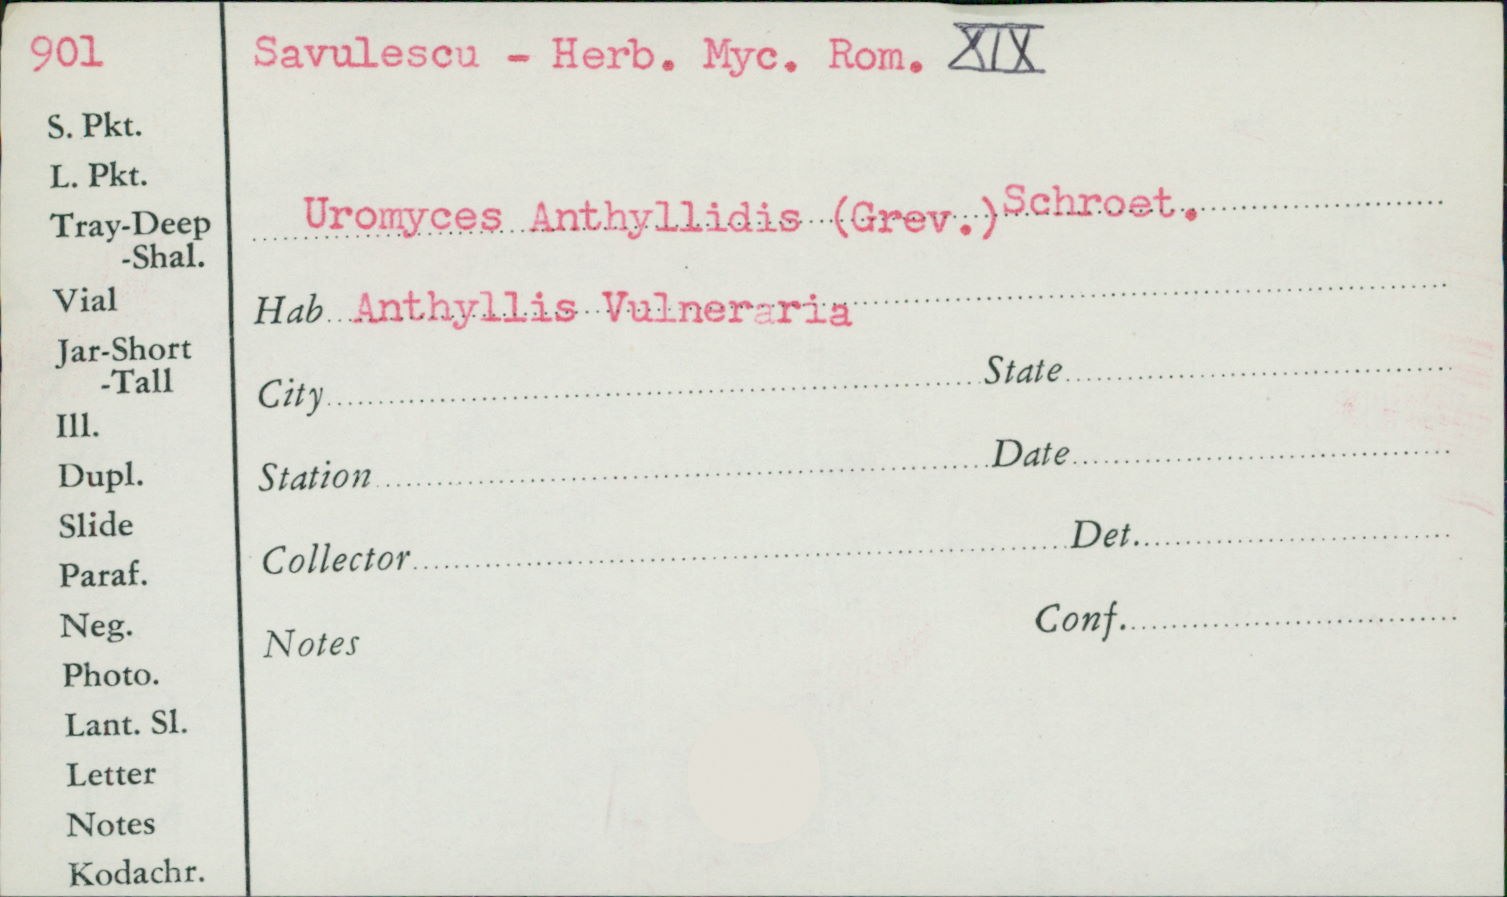 901
Savulescu - Herb. Myc. Rom. XIX
S. Pkt.
L. Pkt.
Tray-Deep
-Shal.
Vial
Jar-Short
-Tall
Ill.
Dupl.
Slide
Paraf.
Neg.
Photo.
Lant. Sl.
Letter
Notes
Kodachr.
Uromyces Anthyllidis (Grev.) Schroet.
Hab Anthyllis Vulneraria
City State
Station Date
Collector Det.
Notes Conf.